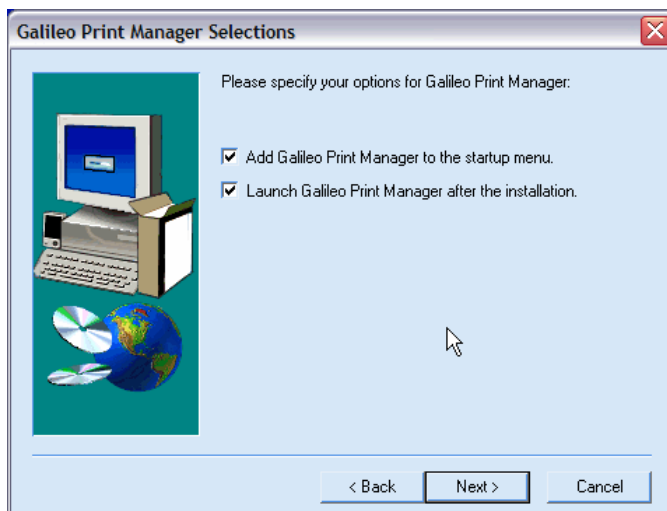 Galileo Print Manager Selections
Please specify your options for Galileo Print Manager:
Add Galileo Print Manager to the startup menu.
Launch Galileo Print Manager after the installation.
< Back Next > Cancel